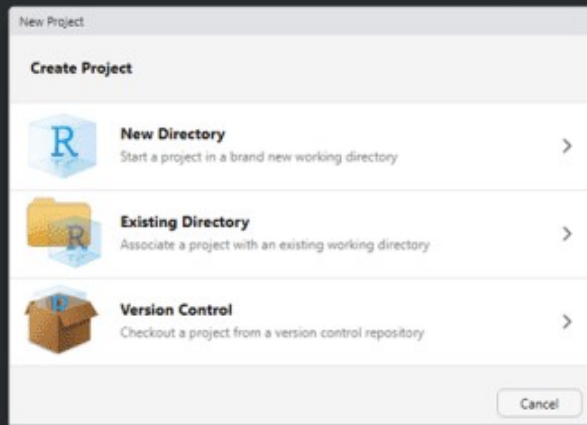 New Project
Create Project
R
New Directory
Start a project in a brand new working directory
R
Existing Directory
Associate a project with an existing working directory
Version Control
Checkout a project from a version control repository
Cancel